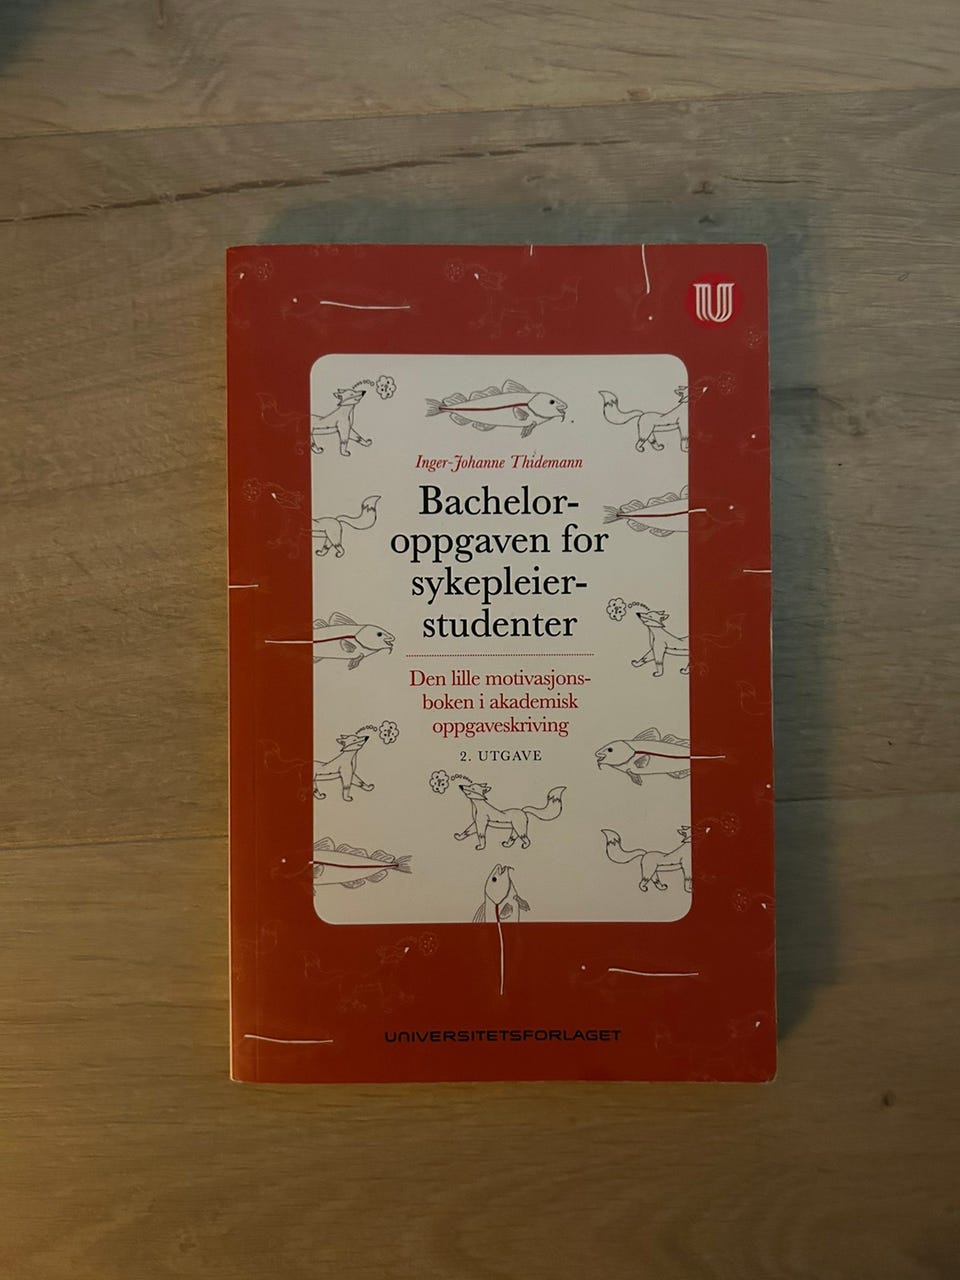 Inger-Johanne Thidemann
Bachelor-
oppgaven for
sykepleier-
studenter
Den lille motivasjons-
boken i akademisk
oppgaveskriving
2. UTGAVE
UNIVERSITETSFORLAGET